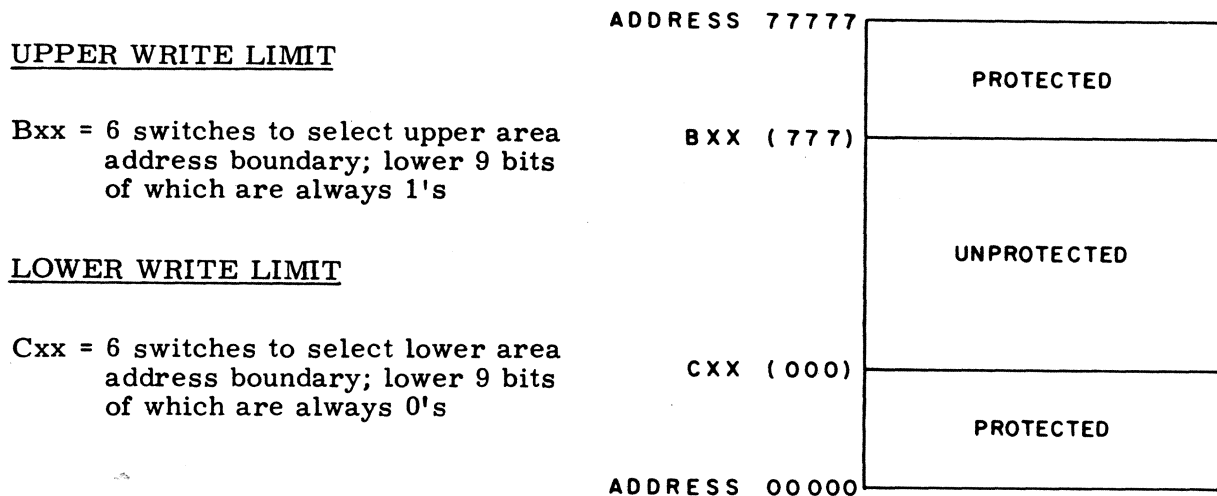 UPPER WRITE LIMIT
Bxx = 6 switches to select upper area
address boundary; lower 9 bits
of which are always 1's
LOWER WRITE LIMIT
Cxx = 6 switches to select lower area
address boundary; lower 9 bits
of which are always 0's
ADDRESS 77777
PROTECTED
BXX (777)
UNPROTECTED
CXX (000)
PROTECTED
ADDRESS 00000